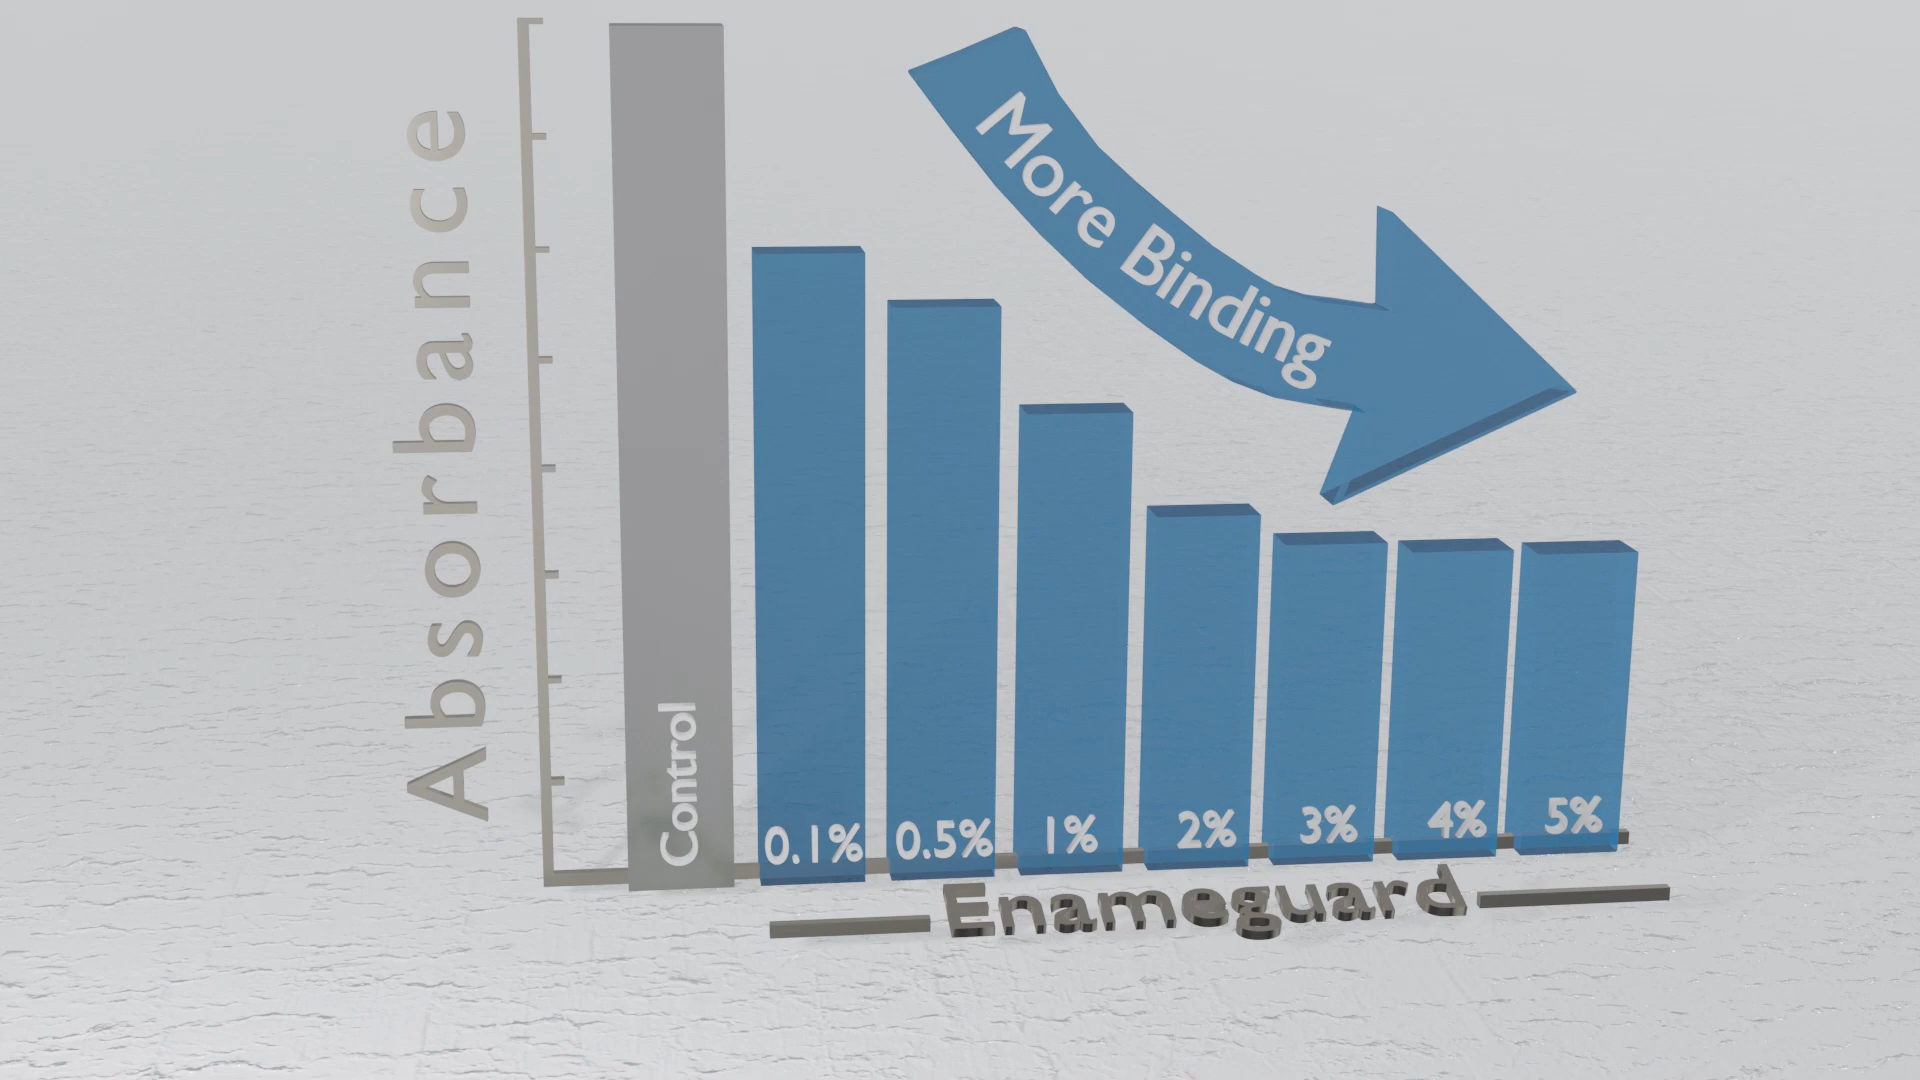 Absorbance
More Binding
Control
0.1%
0.5%
1%
2%
3%
4%
5%
Enameguard